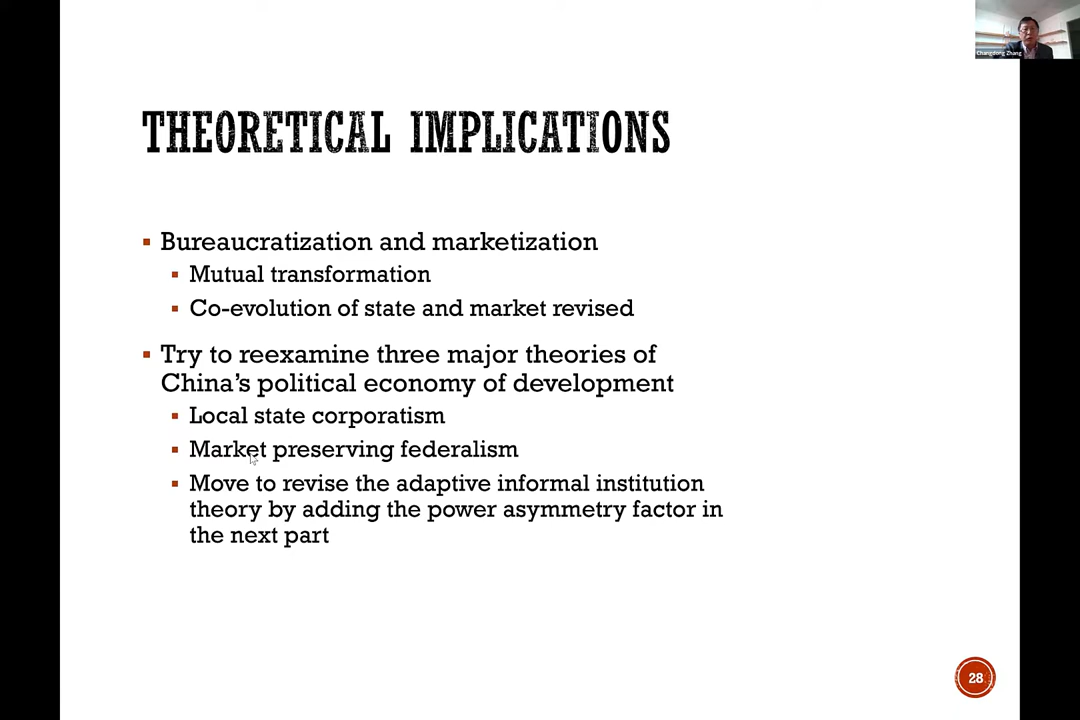 Changdong Zhang
THEORETICAL IMPLICATIONS
Bureaucratization and marketization
Mutual transformation
Co-evolution of state and market revised
Try to reexamine three major theories of
China’s political economy of development
Local state corporatism
Market preserving federalism
Move to revise the adaptive informal institution
theory by adding the power asymmetry factor in
the next part
28